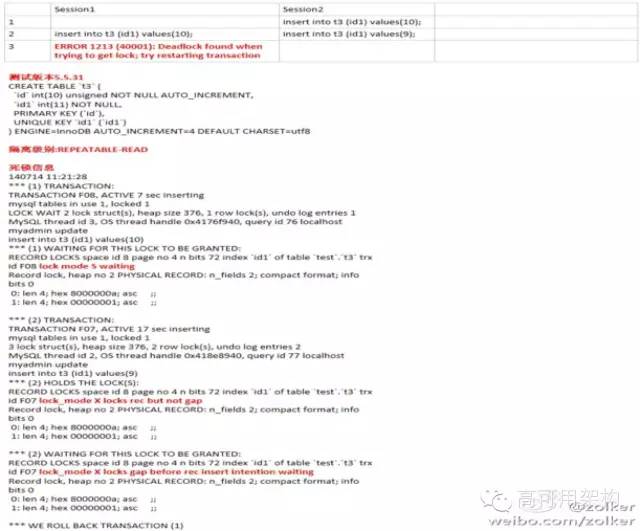 Session1 Session2
1 insert into t3 (id1) values(10);
2 insert into t3 (id1) values(10); insert into t3 (id1) values(9);
3 ERROR 1213 (40001): Deadlock found when
trying to get lock; try restarting transaction
测试版本5.5.31
CREATE TABLE `t3` (
`id` int(10) unsigned NOT NULL AUTO_INCREMENT,
`id1` int(11) NOT NULL,
PRIMARY KEY (`id`),
UNIQUE KEY `id1` (`id1`)
) ENGINE=InnoDB AUTO_INCREMENT=4 DEFAULT CHARSET=utf8
隔离级别:REPEATABLE-READ
死锁信息
140714 11:21:28
*** (1) TRANSACTION:
TRANSACTION F08, ACTIVE 7 sec inserting
mysql tables in use 1, locked 1
LOCK WAIT 2 lock struct(s), heap size 376, 1 row lock(s), undo log entries 1
MySQL thread id 3, OS thread handle 0x4176f940, query id 76 localhost
myadmin update
insert into t3 (id1) values(10)
*** (1) WAITING FOR THIS LOCK TO BE GRANTED:
RECORD LOCKS space id 8 page no 4 n bits 72 index `id1` of table `test`.`t3` trx
id F08 lock mode S waiting
Record lock, heap no 2 PHYSICAL RECORD: n_fields 2; compact format; info
bits 0
0: len 4; hex 8000000a; asc ;;
1: len 4; hex 00000001; asc ;;
*** (2) TRANSACTION:
TRANSACTION F07, ACTIVE 17 sec inserting
mysql tables in use 1, locked 1
3 lock struct(s), heap size 376, 2 row lock(s), undo log entries 2
MySQL thread id 2, OS thread handle 0x418e8940, query id 77 localhost
myadmin update
insert into t3 (id1) values(9)
*** (2) HOLDS THE LOCK(S):
RECORD LOCKS space id 8 page no 4 n bits 72 index `id1` of table `test`.`t3` trx
id F07 lock_mode X locks rec but not gap
Record lock, heap no 2 PHYSICAL RECORD: n_fields 2; compact format; info
bits 0
0: len 4; hex 8000000a; asc ;;
1: len 4; hex 00000001; asc ;;
*** (2) WAITING FOR THIS LOCK TO BE GRANTED:
RECORD LOCKS space id 8 page no 4 n bits 72 index `id1` of table `test`.`t3` trx
id F07 lock_mode X locks gap before rec insert intention waiting
Record lock, heap no 2 PHYSICAL RECORD: n_fields 2; compact format; info
bits 0
0: len 4; hex 8000000a; asc ;;
1: len 4; hex 00000001; asc ;;
*** WE ROLL BACK TRANSACTION (1)
高可用架构
@zolker
weibo.com/zolker